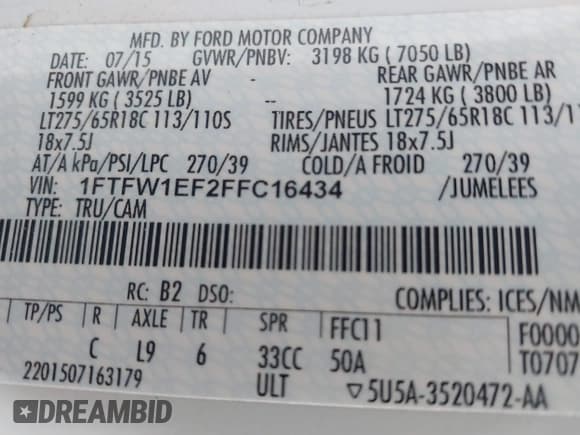 MFD. BY FORD MOTOR COMPANY
DATE: 07/15 GVWR/PNBV: 3198 KG ( 7050 LB)
FRONT GAWR/PNBE AV REAR GAWR/PNBE AR
1599 KG ( 3525 LB) -- 1724 KG ( 3800 LB)
LT275/65R18C 113/110S TIRES/PNEUS LT275/65R18C 113/1
18x7.5J RIMS/JANTES 18x7.5J
AT/A kPa/PSI/LPC 270/39 COLD/A FROID 270/39
VIN: 1FTFW1EF2FFC16434 /JUMELEES
TYPE: TRU/CAM
RC: B2 DSO: COMPLIES: ICES/NM
TP/PS R AXLE TR SPR FFC11 F0000
C L9 6 33CC 50A T0707
2201507163179 ULT ▽5U5A-3520472-AA
DREAMBID